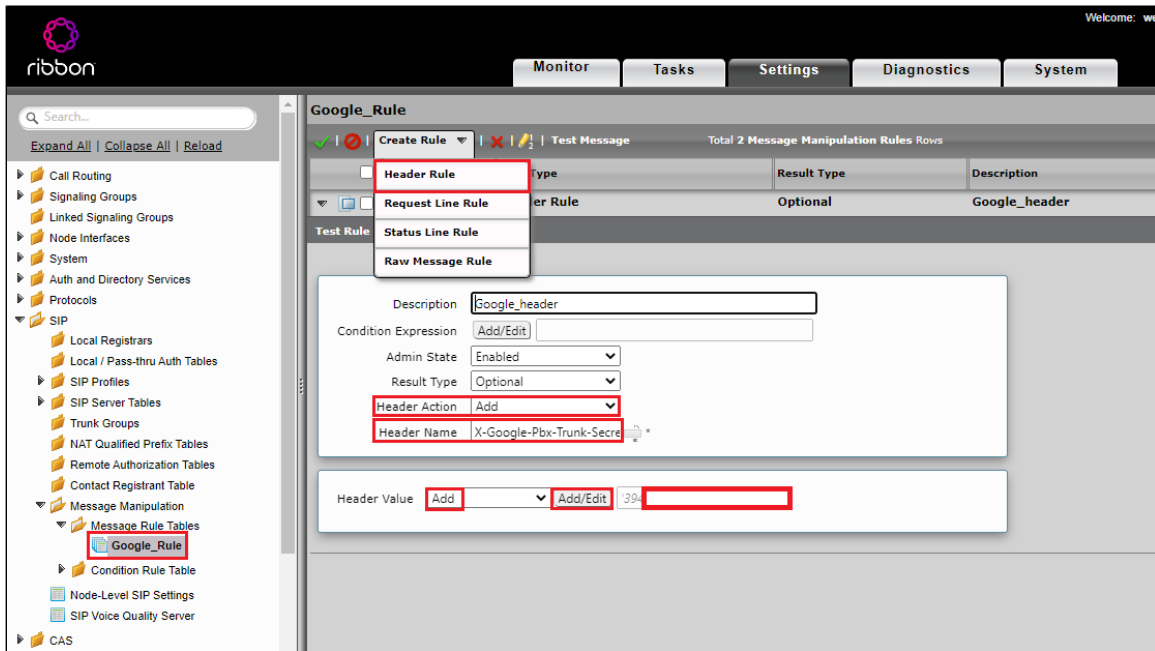 Welcome: we
ribbon
Monitor Tasks Settings Diagnostics System
Search...
Expand All | Collapse All | Reload
Call Routing
Signaling Groups
Linked Signaling Groups
Node Interfaces
System
Auth and Directory Services
Protocols
SIP
Local Registrars
Local / Pass-thru Auth Tables
SIP Profiles
SIP Server Tables
Trunk Groups
NAT Qualified Prefix Tables
Remote Authorization Tables
Contact Registrant Table
Message Manipulation
Message Rule Tables
Google_Rule
Condition Rule Table
Node-Level SIP Settings
SIP Voice Quality Server
CAS
Google_Rule
Create Rule | Test Message Total 2 Message Manipulation Rules Rows
Header Rule
Request Line Rule
Status Line Rule
Raw Message Rule
Type Result Type Description
er Rule Optional Google_header
Test Rule
Description Google_header
Condition Expression Add/Edit
Admin State Enabled
Result Type Optional
Header Action Add
Header Name X-Google-Pbx-Trunk-Secre *
Header Value Add Add/Edit '394